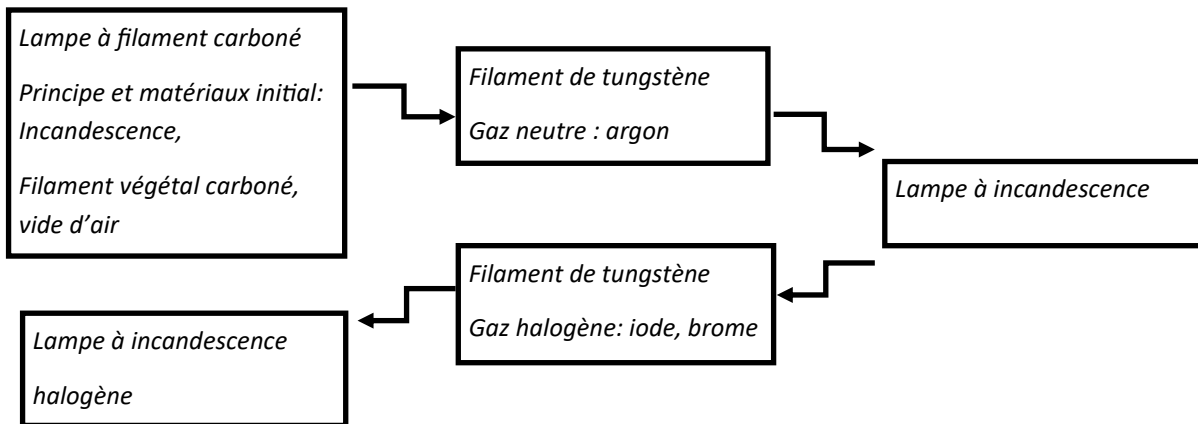 Lampe à filament carboné
Principe et matériaux initial:
Incandescence,
Filament végétal carboné,
vide d’air
Filament de tungstène
Gaz neutre : argon
Lampe à incandescence
Filament de tungstène
Gaz halogène: iode, brome
Lampe à incandescence
halogène